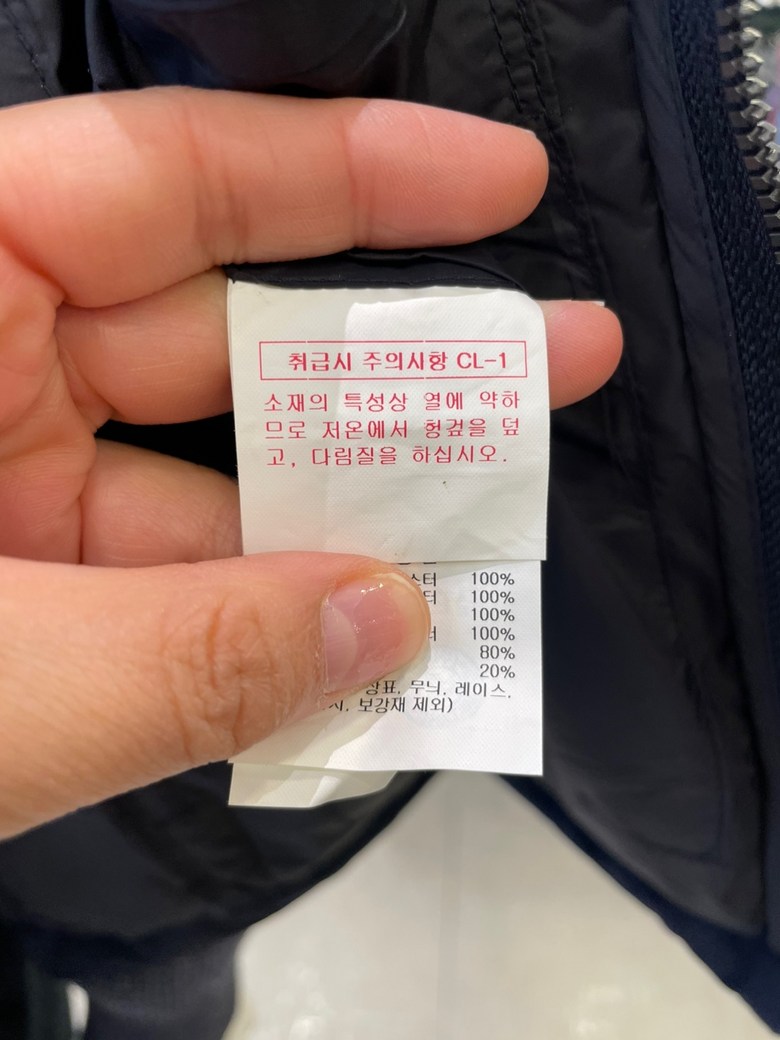 취급시 주의사항 CL-1
소재의 특성상 열에 약하
므로 저온에서 헝겊을 덮
고, 다림질을 하십시오.
100%
100%
100%
100%
80%
20%
무늬, 레이스,
보강재 제외)